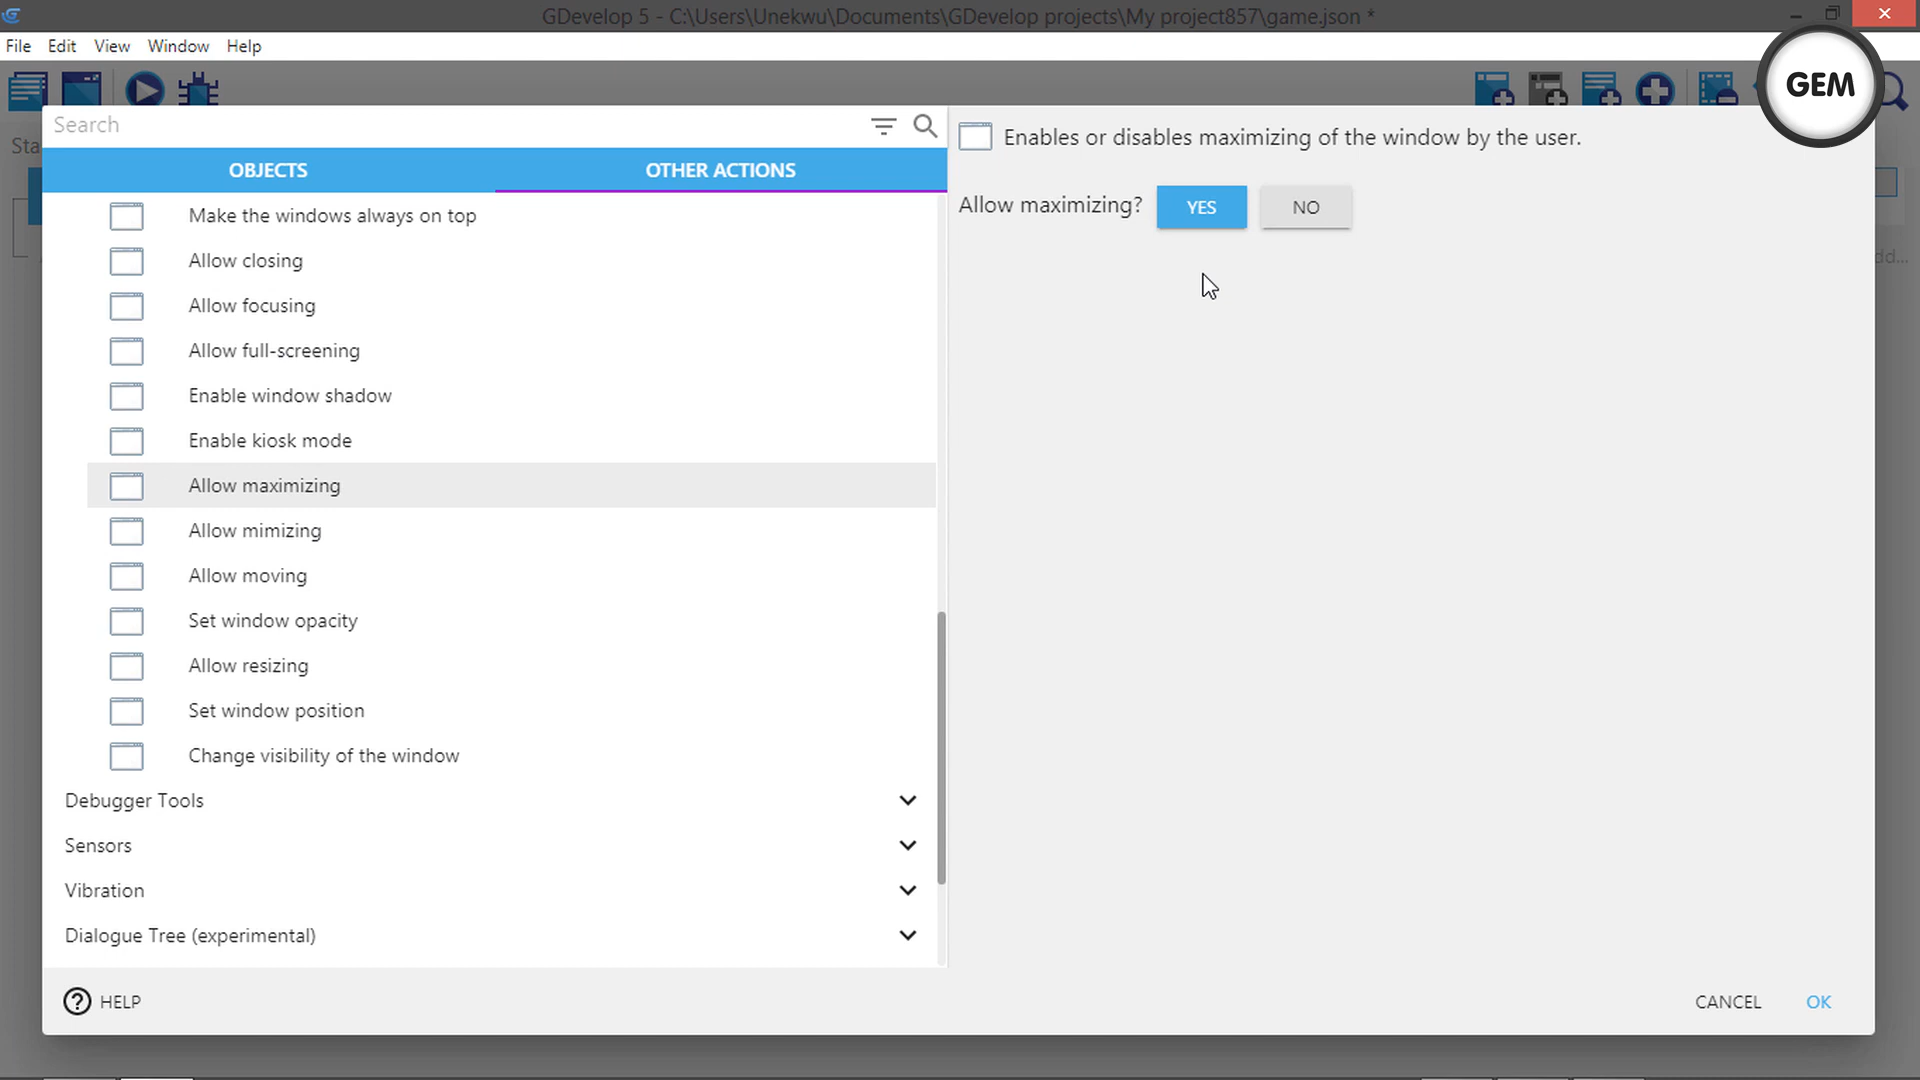 GDevelop 5 - C:\Users\Unekwu\Documents\GDevelop projects\My project857\game.json *
File Edit View Window Help
GEM
Search
OBJECTS
OTHER ACTIONS
Make the windows always on top
Allow closing
Allow focusing
Allow full-screening
Enable window shadow
Enable kiosk mode
Allow maximizing
Allow mimizing
Allow moving
Set window opacity
Allow resizing
Set window position
Change visibility of the window
Debugger Tools
Sensors
Vibration
Dialogue Tree (experimental)
Enables or disables maximizing of the window by the user.
Allow maximizing? YES NO
HELP
CANCEL
OK